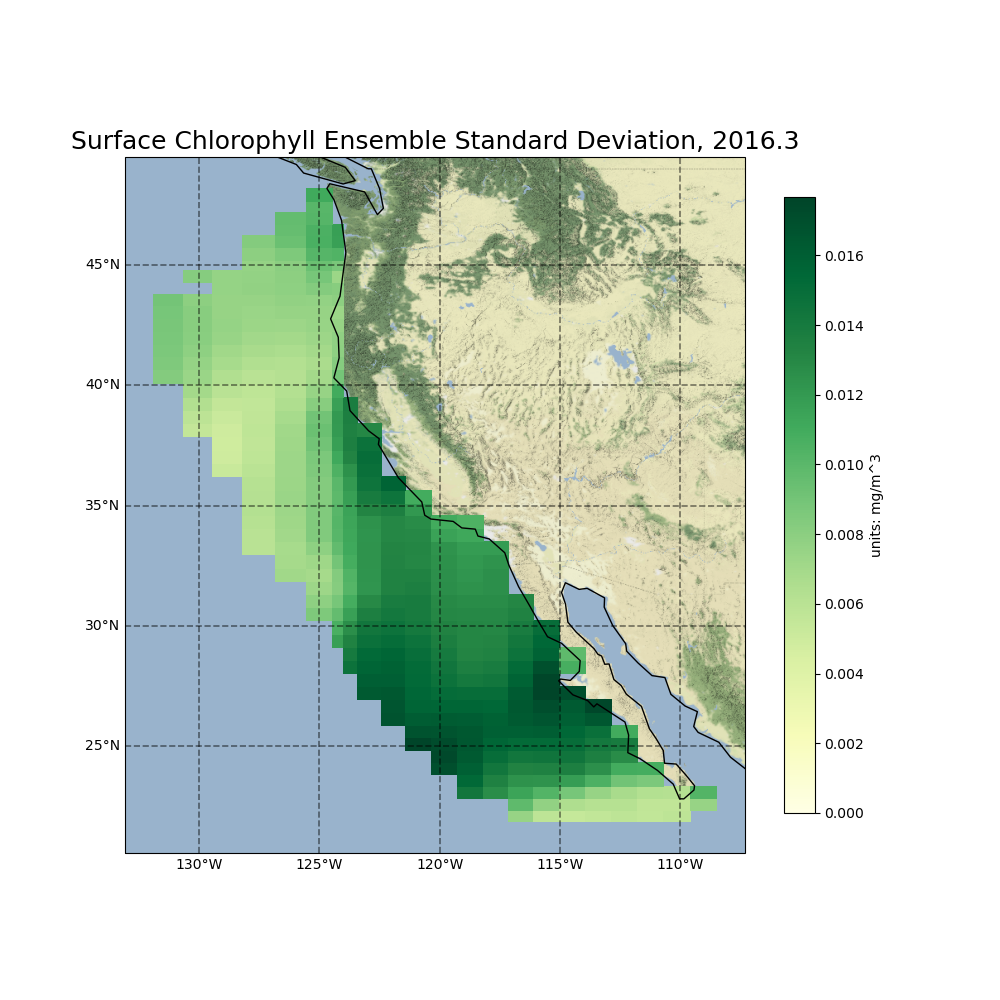 Surface Chlorophyll Ensemble Standard Deviation, 2016.3
45°N
40°N
35°N
30°N
25°N
130°W
125°W
120°W
115°W
110°W
0.016
0.014
0.012
0.010
0.008
0.006
0.004
0.002
0.000
units: mg/m^3